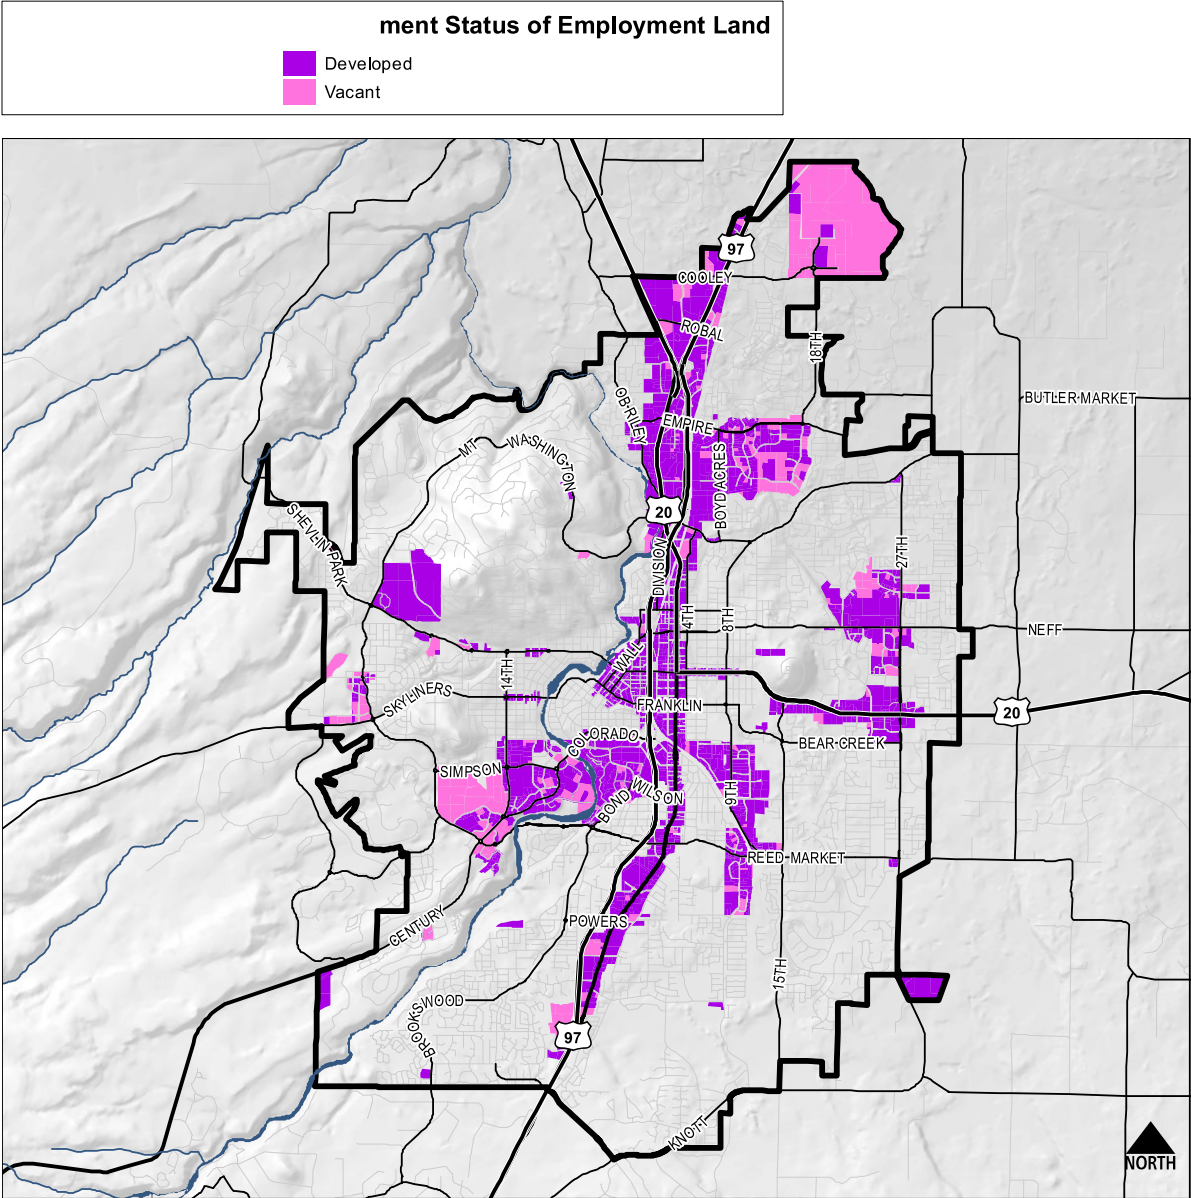 ment Status of Employment Land
Developed
Vacant
97
COOLEY
ROBAL
18TH
BUTLER MARKET
OB RILEY
EMPIRE
MT WASHINGTON
BOYD ACRES
20
SHEVLIN PARK
DIVISION
27TH
4TH
8TH
NEFF
WALL
14TH
SKYLINERS
FRANKLIN
20
COLORADO
BEAR CREEK
SIMPSON
WILSON
9TH
BOND
REED MARKET
CENTURY
POWERS
15TH
BROOKSWOOD
97
KNOTT
NORTH